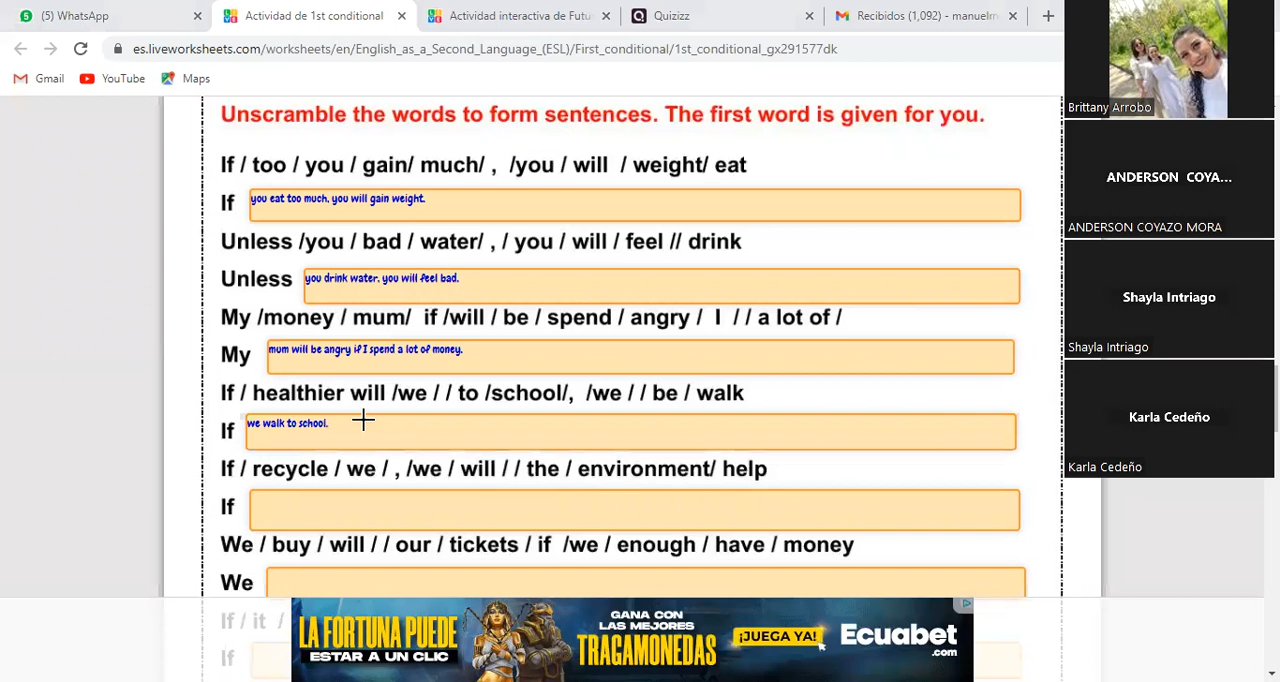 (5) WhatsApp
Actividad de 1st conditional
Actividad interactiva de Futu
Quizizz
Recibidos (1,092) - manuelm
es.liveworksheets.com/worksheets/en/English_as_a_Second_Language_(ESL)/First_conditional/1st_conditional_gx291577dk
Gmail
YouTube
Maps
Unscramble the words to form sentences. The first word is given for you.
If / too / you / gain/ much/ , /you / will / weight/ eat
If you eat too much, you will gain weight.
Unless /you / bad / water/ , / you / will / feel // drink
Unless you drink water, you will feel bad.
My /money / mum/ if /will / be / spend / angry / I / / a lot of /
My mum will be angry if I spend a lot of money.
If / healthier will /we / / to /school/, /we / / be / walk
If we walk to school.
If / recycle / we / , /we / will / / the / environment/ help
If
We / buy / will / / our / tickets / if /we / enough / have / money
We
If / it /
If
LA FORTUNA PUEDE
ESTAR A UN CLIC
GANA CON
LAS MEJORES
TRAGAMONEDAS
¡JUEGA YA!
Ecuabet
.com
Brittany Arrobo
ANDERSON COYA...
ANDERSON COYAZO MORA
Shayla Intriago
Shayla Intriago
Karla Cedeño
Karla Cedeño